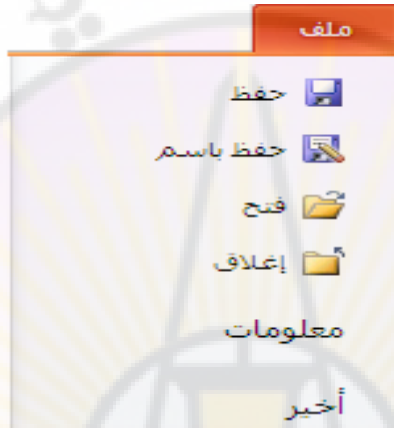 ملف
حفظ
حفظ باسم
فتح
إغلاق
معلومات
أخير